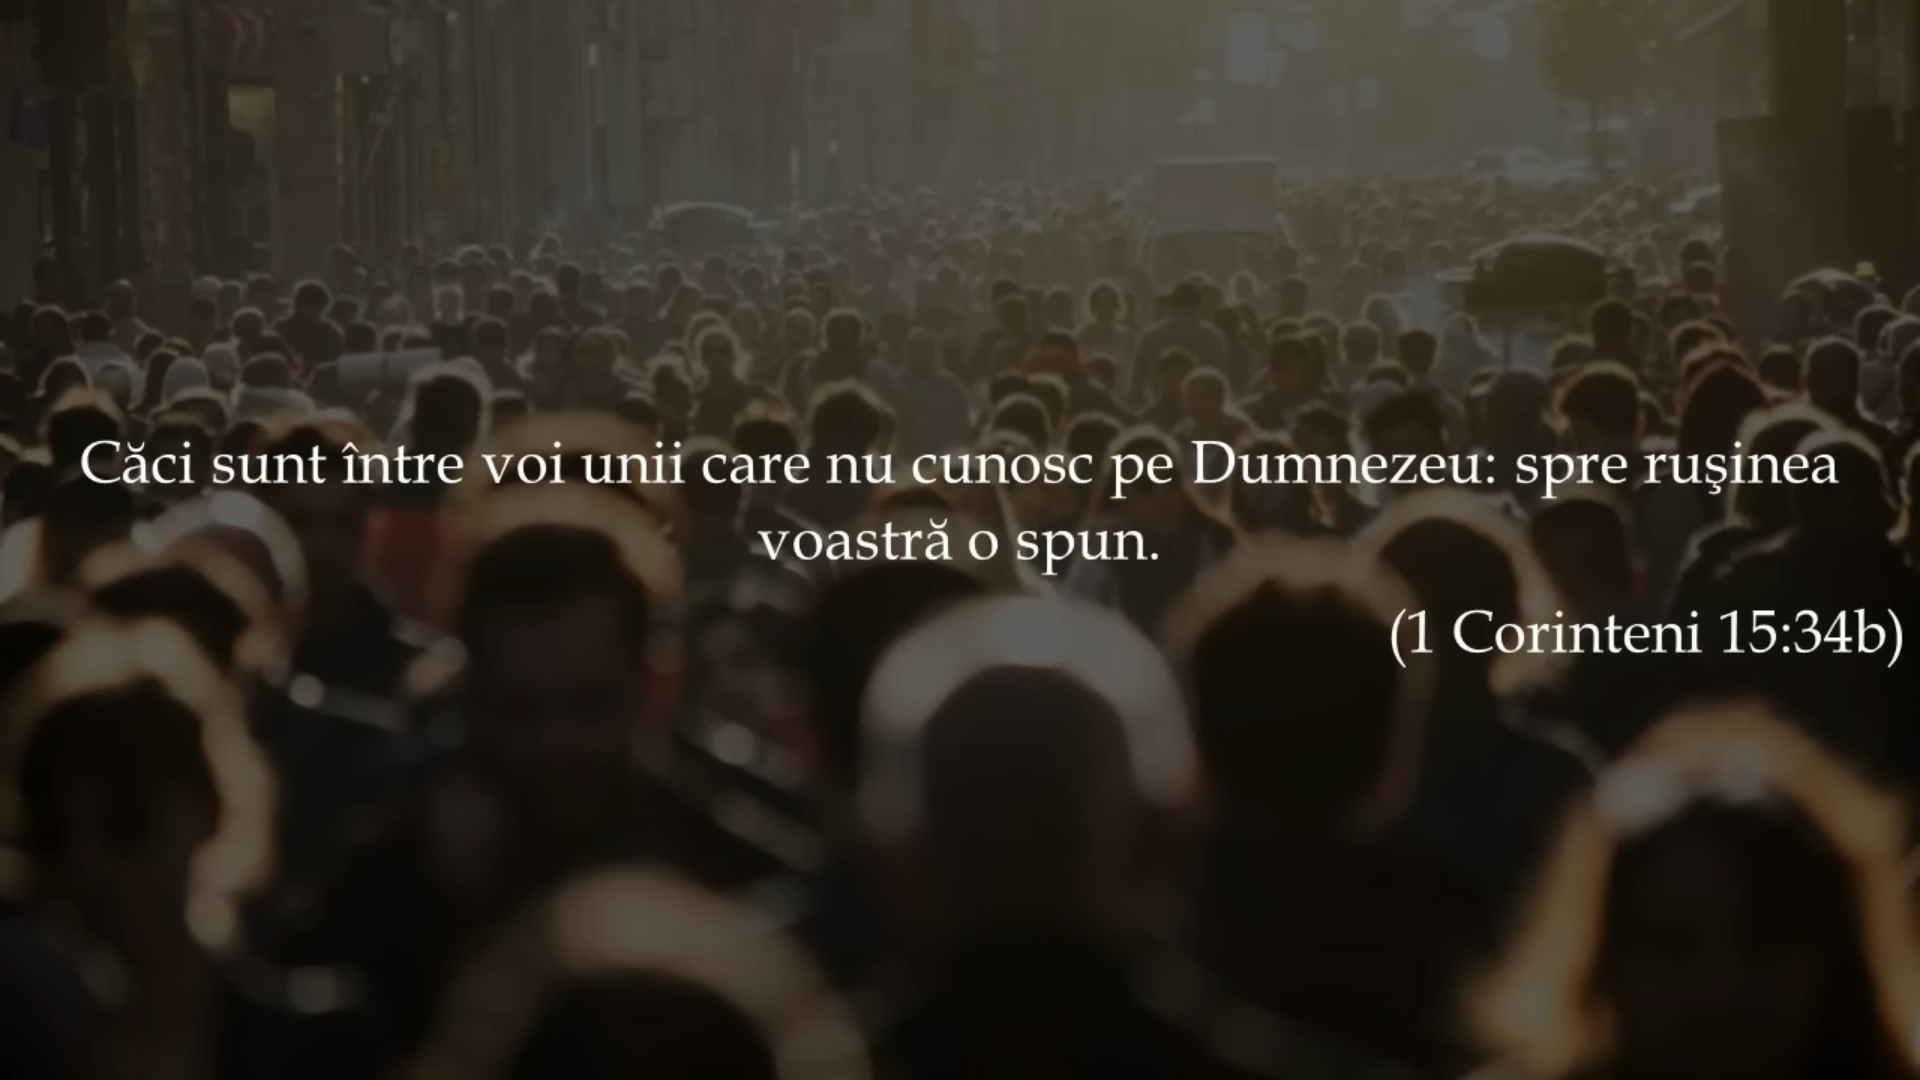 Căci sunt între voi unii care nu cunosc pe Dumnezeu: spre ruşinea
voastră o spun.
(1 Corinteni 15:34b)